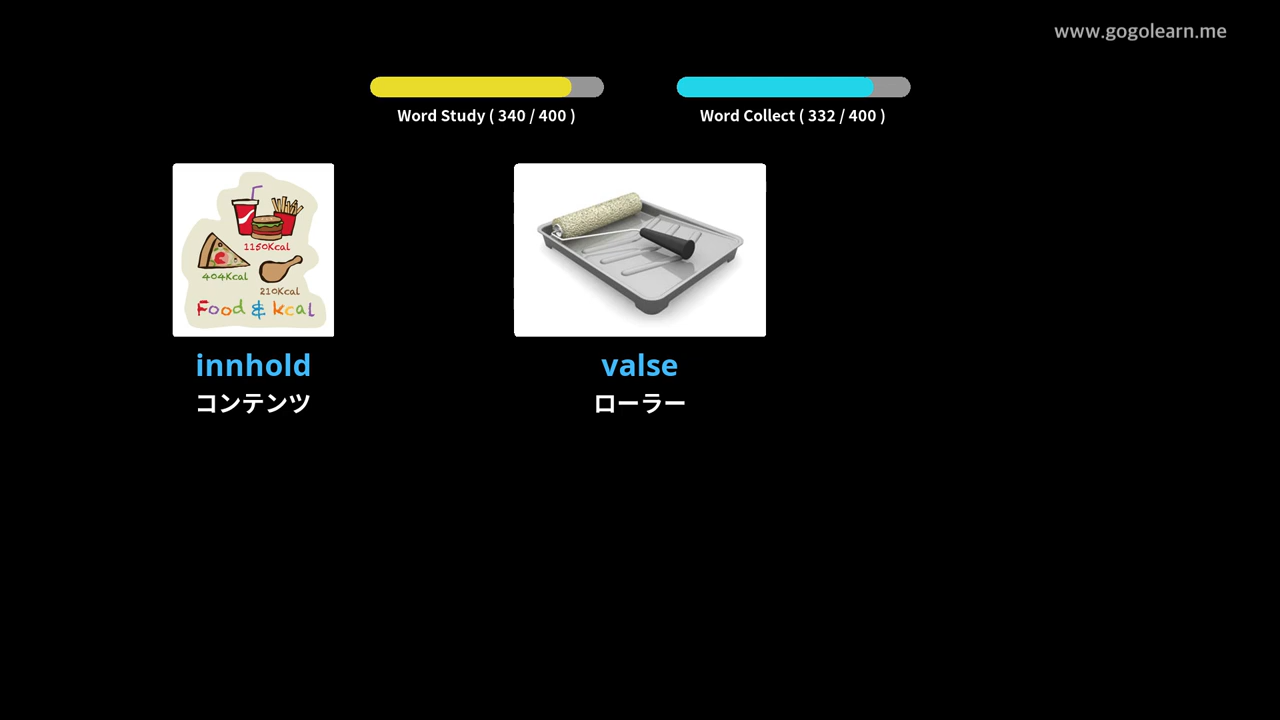 www.gogolearn.me
Word Study ( 340 / 400 )
Word Collect ( 332 / 400 )
1150Kcal
404Kcal
210Kcal
Food & kcal
innhold
コンテンツ
valse
ローラー